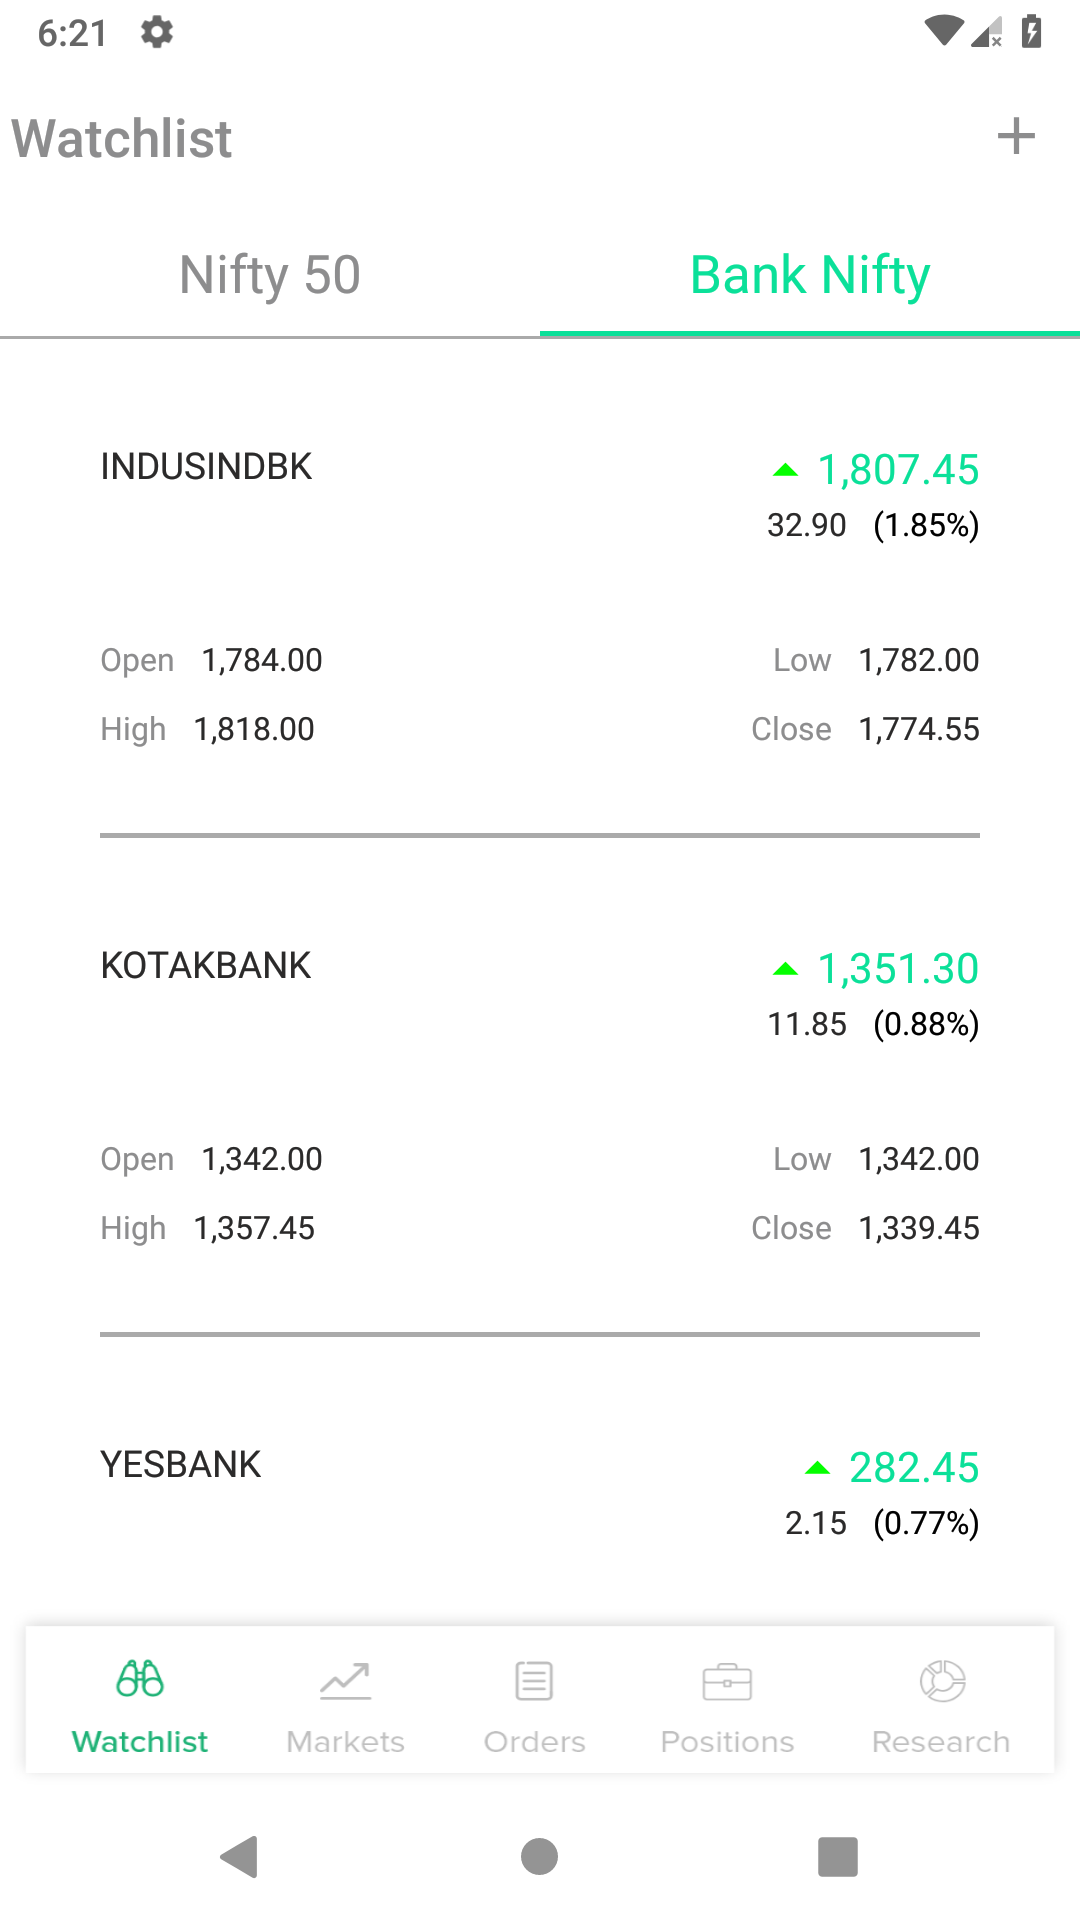 6:21
Watchlist
Nifty 50 Bank Nifty
INDUSINDBK 1,807.45
32.90 (1.85%)
Open 1,784.00 Low 1,782.00
High 1,818.00 Close 1,774.55
KOTAKBANK 1,351.30
11.85 (0.88%)
Open 1,342.00 Low 1,342.00
High 1,357.45 Close 1,339.45
YESBANK 282.45
2.15 (0.77%)
Watchlist Markets Orders Positions Research